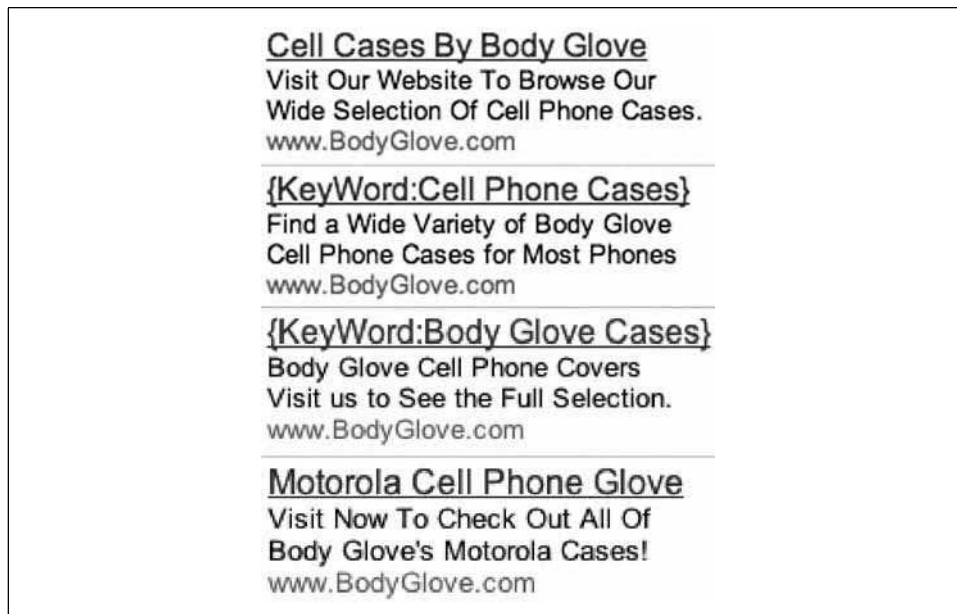 Cell Cases By Body Glove
Visit Our Website To Browse Our
Wide Selection Of Cell Phone Cases.
www.BodyGlove.com
{KeyWord:Cell Phone Cases}
Find a Wide Variety of Body Glove
Cell Phone Cases for Most Phones
www.BodyGlove.com
{KeyWord:Body Glove Cases}
Body Glove Cell Phone Covers
Visit us to See the Full Selection.
www.BodyGlove.com
Motorola Cell Phone Glove
Visit Now To Check Out All Of
Body Glove's Motorola Cases!
www.BodyGlove.com